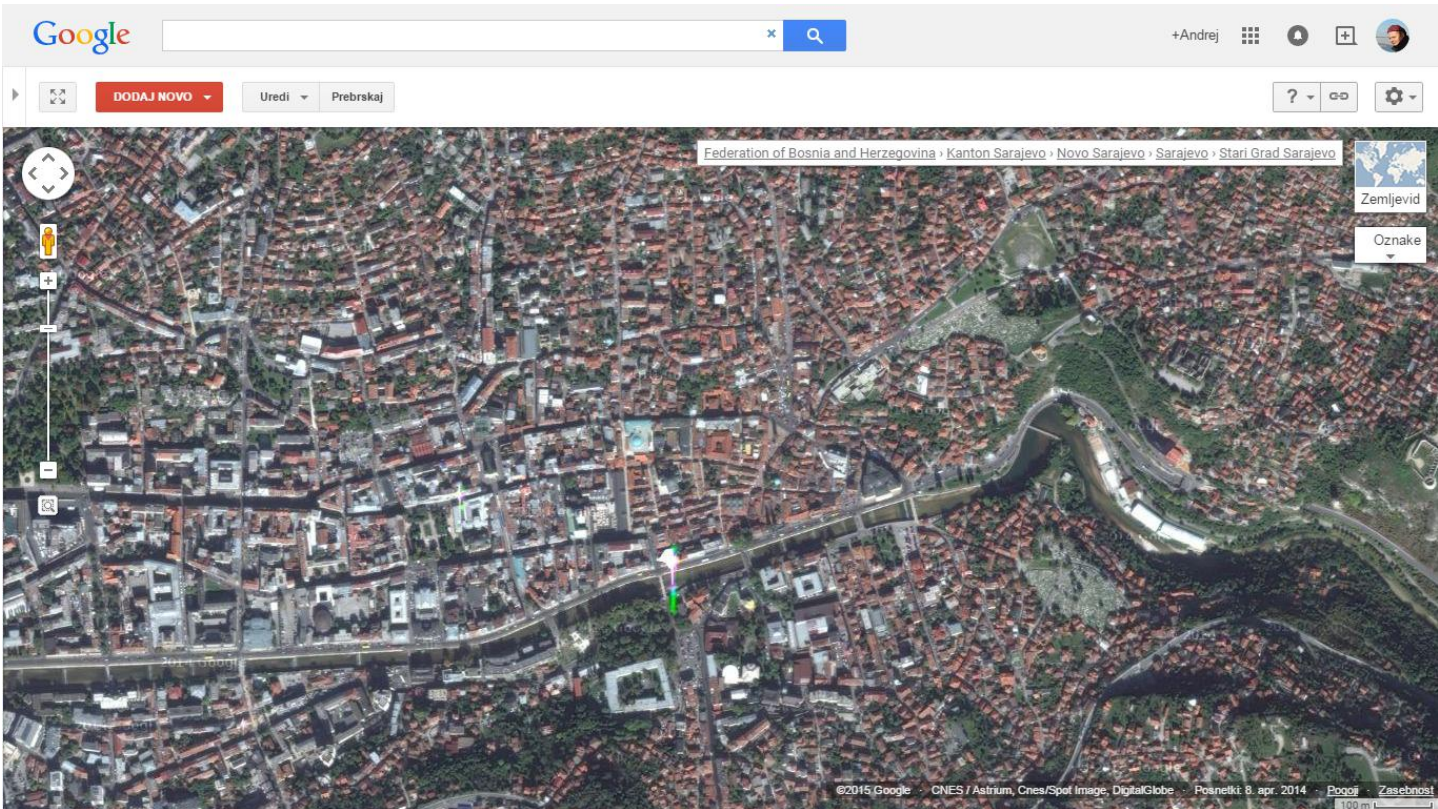 Google
× 
+Andrej
DODAJ NOVO
Uredi
Prebrskaj
?
Federation of Bosnia and Herzegovina › Kanton Sarajevo › Novo Sarajevo › Sarajevo › Stari Grad Sarajevo
Zemljevid
Oznake
+
−
©2015 Google · CNES / Astrium, Cnes/Spot Image, DigitalGlobe · Posnetki: 8. apr. 2014 · Pogoji · Zasebnost
100 m